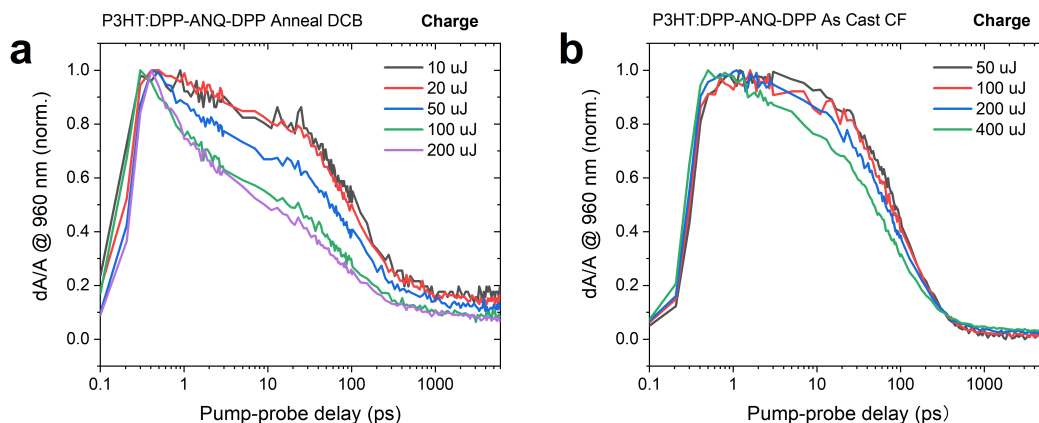 P3HT:DPP-ANQ-DPP Anneal DCB Charge
a
10 uJ
20 uJ
50 uJ
100 uJ
200 uJ
dA/A @ 960 nm (norm.)
1.0
0.8
0.6
0.4
0.2
0.0
0.1 1 10 100 1000
Pump-probe delay (ps)
P3HT:DPP-ANQ-DPP As Cast CF Charge
b
50 uJ
100 uJ
200 uJ
400 uJ
dA/A @ 960 nm (norm.)
1.0
0.8
0.6
0.4
0.2
0.0
0.1 1 10 100 1000
Pump-probe delay (ps）